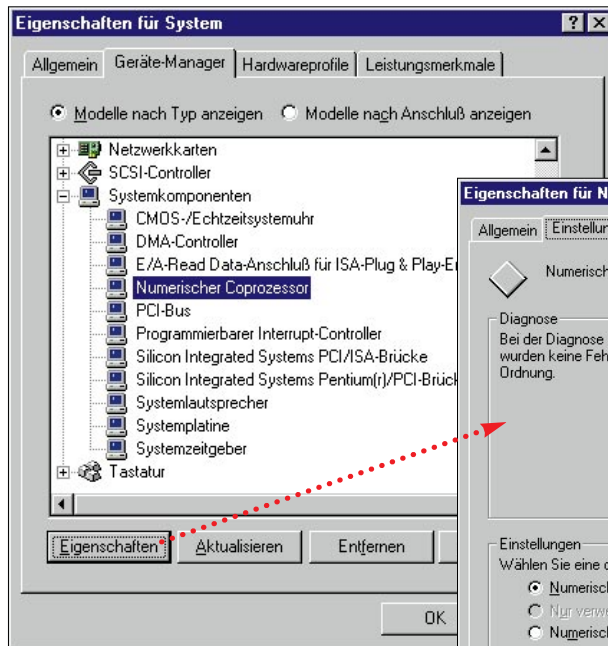 Eigenschaften für System
Allgemein Geräte-Manager Hardwareprofile Leistungsmerkmale
Modelle nach Typ anzeigen Modelle nach Anschluß anzeigen
Netzwerkkarten
SCSI-Controller
Systemkomponenten
CMOS-/Echtzeitsystemuhr
DMA-Controller
E/A-Read Data-Anschluß für ISA-Plug & Play-E
Numerischer Coprozessor
PCI-Bus
Programmierbarer Interrupt-Controller
Silicon Integrated Systems PCI/ISA-Brücke
Silicon Integrated Systems Pentium(r)/PCI-Brück
Systemlautsprecher
Systemplatine
Systemzeitgeber
Tastatur
Eigenschaften Aktualisieren Entfernen
OK
Eigenschaften für N
Allgemein Einstellun
Numerisch
Diagnose
Bei der Diagnose
wurden keine Feh
Ordnung.
Einstellungen
Wählen Sie eine
Numerisch
Nur verwe
Numerisch